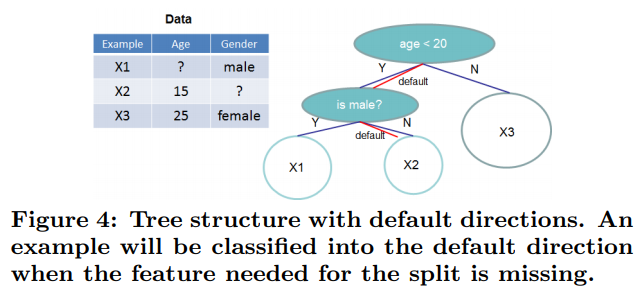 Data
Example Age Gender
X1 ? male
X2 15 ?
X3 25 female
age < 20
Y
default
N
is male?
Y
default
N
X1
X2
X3
Figure 4: Tree structure with default directions. An
example will be classified into the default direction
when the feature needed for the split is missing.